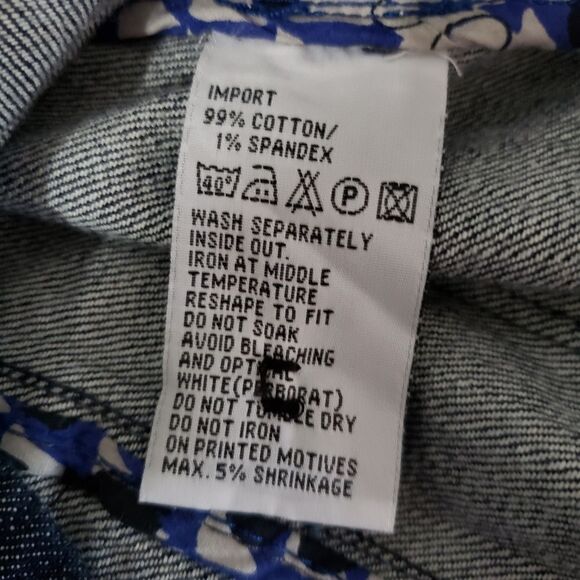 IMPORT
99% COTTON/
1% SPANDEX
40°
P
WASH SEPARATELY
INSIDE OUT.
IRON AT MIDDLE
TEMPERATURE
RESHAPE TO FIT
DO NOT SOAK
AVOID BLEACHING
AND
WHITE(PERBORAT)
DO NOT TUMBLE DRY
DO NOT IRON
ON PRINTED MOTIVES
MAX. 5% SHRINKAGE